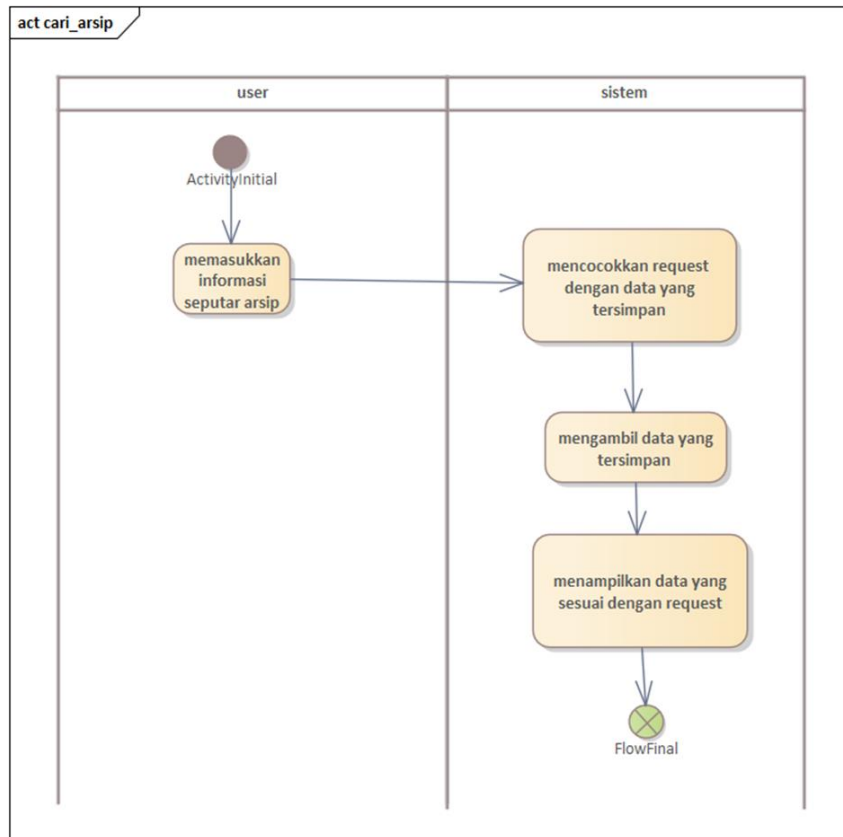 act cari_arsip
user
sistem
ActivityInitial
memasukkan
informasi
seputar arsip
mencocokkan request
dengan data yang
tersimpan
mengambil data yang
tersimpan
menampilkan data yang
sesuai dengan request
FlowFinal